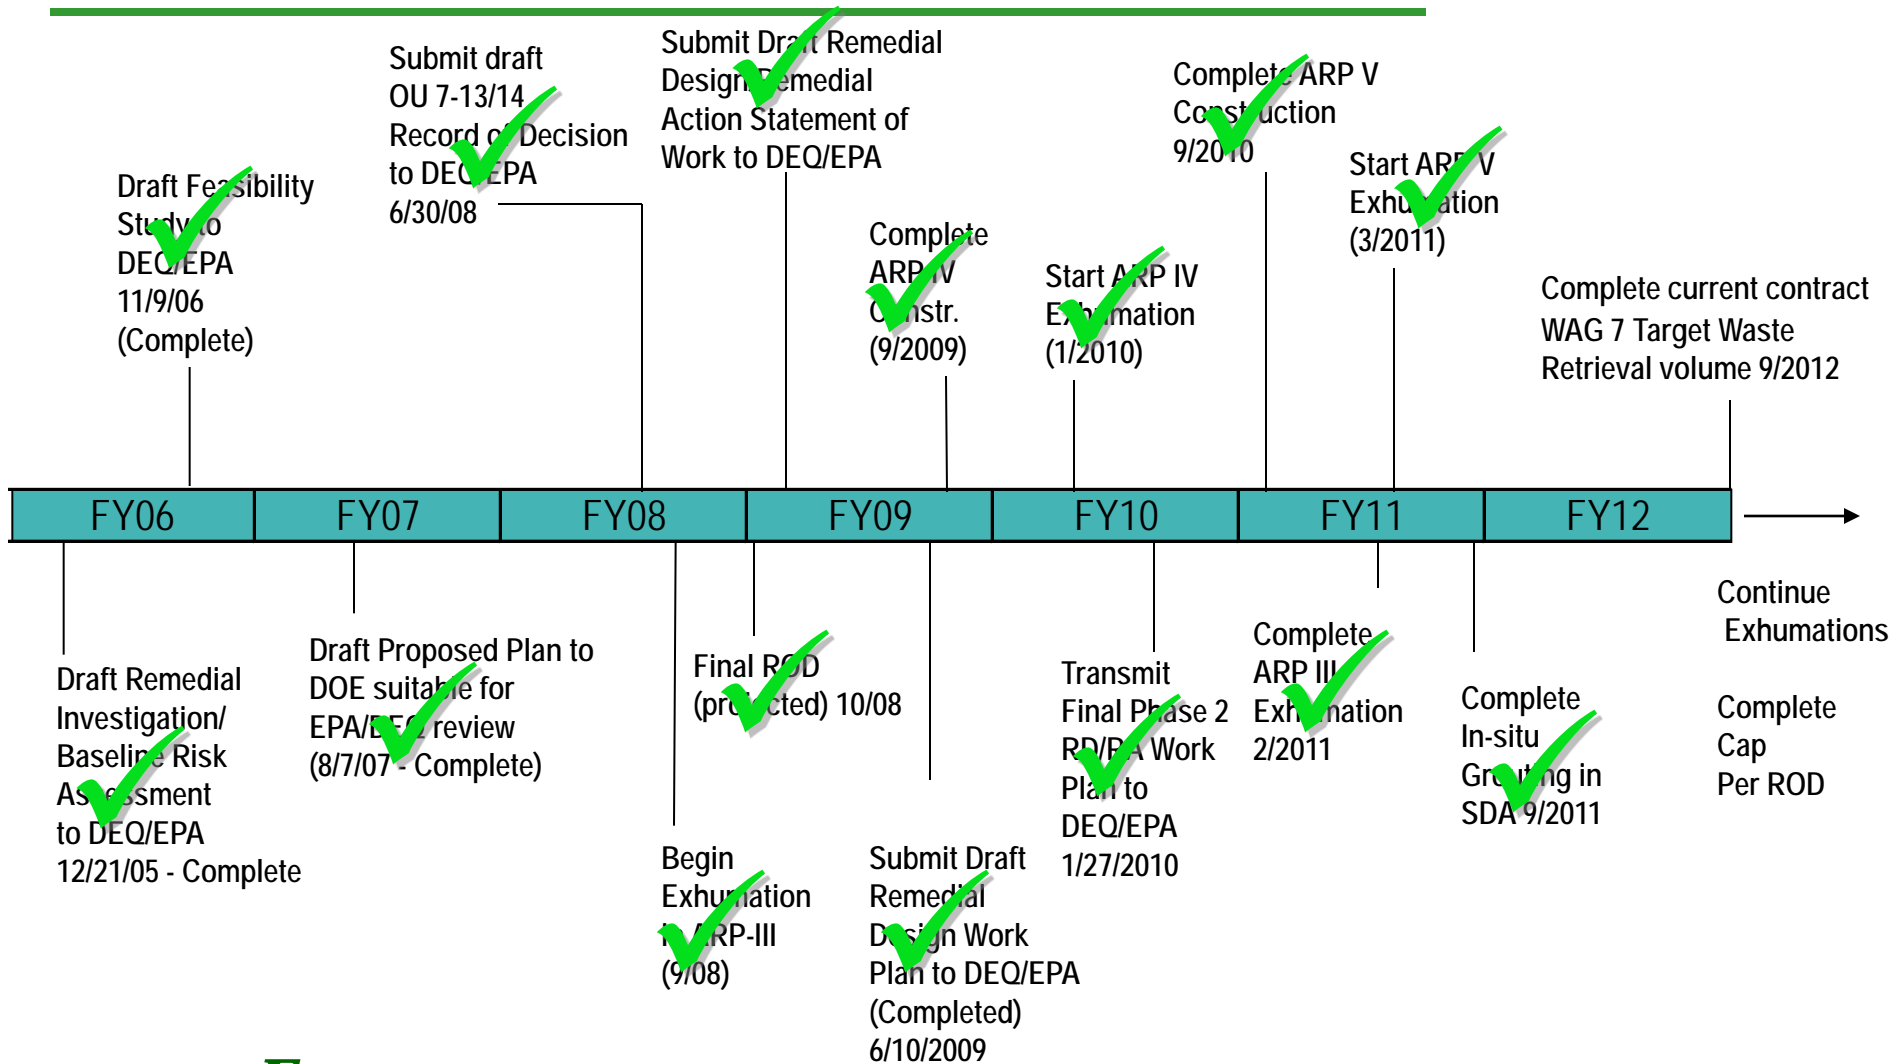 Submit draft
OU 7-13/14
Record of Decision
to DEQ/EPA
6/30/08
Submit Draft Remedial
Design/Remedial
Action Statement of
Work to DEQ/EPA
Complete ARP V
Construction
9/2010
Start ARP V
Exhumation
(3/2011)
Draft Feasibility
Study to
DEQ/EPA
11/9/06
(Complete)
Complete
ARP IV
Constr.
(9/2009)
Start ARP IV
Exhumation
(1/2010)
Complete current contract
WAG 7 Target Waste
Retrieval volume 9/2012
FY06
FY07
FY08
FY09
FY10
FY11
FY12
Draft Remedial
Investigation/
Baseline Risk
Assessment
to DEQ/EPA
12/21/05 - Complete
Draft Proposed Plan to
DOE suitable for
EPA/DEQ review
(8/7/07 - Complete)
Begin
Exhumation
in ARP-III
(9/08)
Final ROD
(projected) 10/08
Submit Draft
Remedial
Design Work
Plan to DEQ/EPA
(Completed)
6/10/2009
Transmit
Final Phase 2
RD/RA Work
Plan to
DEQ/EPA
1/27/2010
Complete
ARP III
Exhumation
2/2011
Complete
In-situ
Grouting in
SDA 9/2011
Continue
Exhumations
Complete
Cap
Per ROD